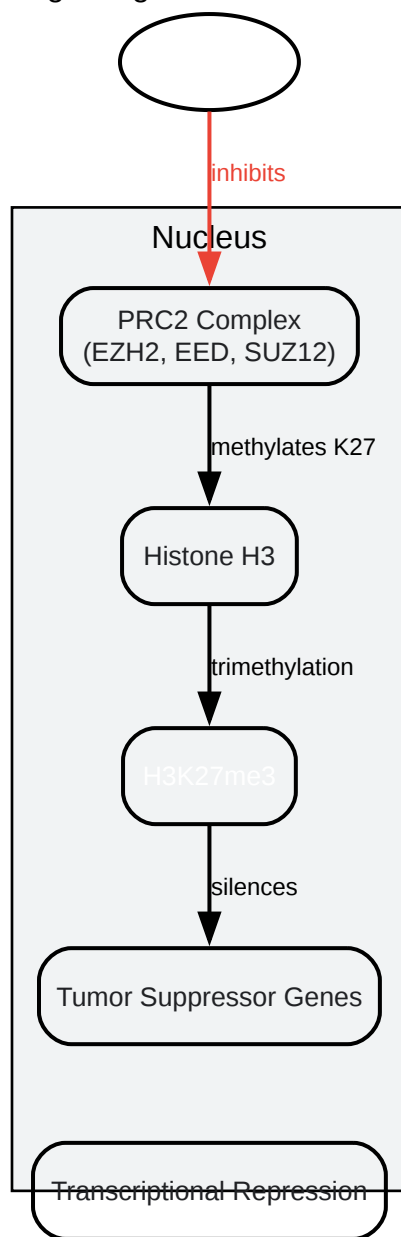 inhibits
Nucleus
PRC2 Complex
(EZH2, EED, SUZ12)
methylates K27
Histone H3
trimethylation
H3K27me3
silences
Tumor Suppressor Genes
Transcriptional Repression